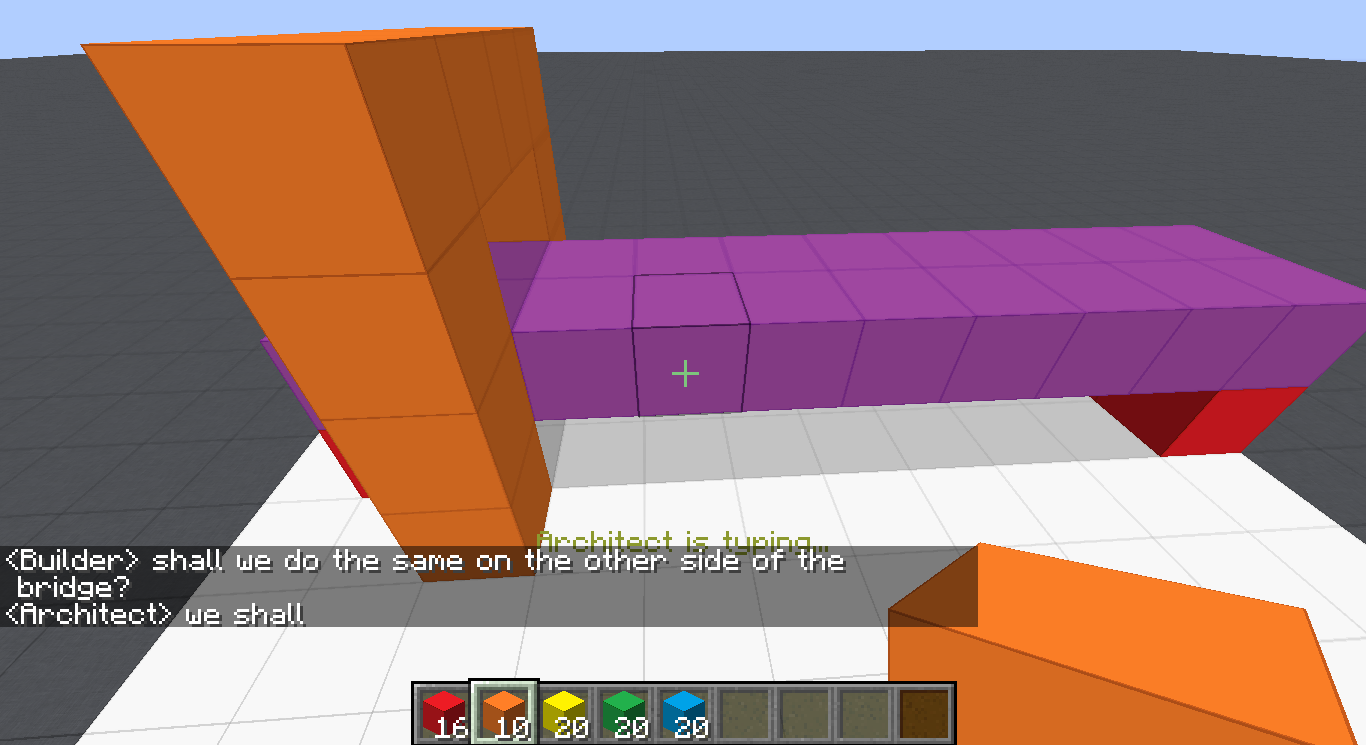 Architect is typing...
<Builder> shall we do the same on the other side of the
bridge?
<Architect> we shall
16 10 20 20 20